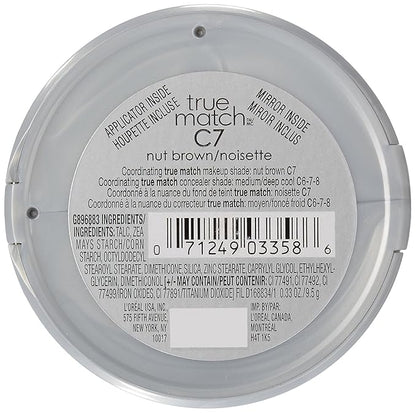 APPLICATOR INSIDE
HOUPETTE INCLUSE
MIRROR INSIDE
MIROIR INCLUS
true
match
C7
nut brown/noisette
Coordinating true match makeup shade: nut brown C7
Coordinating true match concealer shade: medium/deep cool C6-7-8
Coordonné à la nuance du fond de teint true match: noisette C7
Coordonné à la nuance du correcteur true match: moyen/foncé froid C6-7-8
G896883 INGREDIENTS/
INGRÉDIENTS: TALC, ZEA
MAYS STARCH/CORN
STARCH, OCTYLDODECYL
0 71249 03358 6
STEAROYL STEARATE, DIMETHICONE, SILICA, ZINC STEARATE, CAPRYLYL GLYCOL, ETHYLHEXYL-
GLYCERIN, DIMETHICONOL [+/- MAY CONTAIN/PEUT CONTENIR: CI 77491, CI 77492, CI
77499/IRON OXIDES, CI 77891/TITANIUM DIOXIDE] FIL D168834/1 0.33 OZ/9.5 g
L'ORÉAL USA, INC.,
575 FIFTH AVENUE,
NEW YORK, NY
10017
IMP. BY/PAR:
L'ORÉAL CANADA,
MONTRÉAL
H4T 1K5